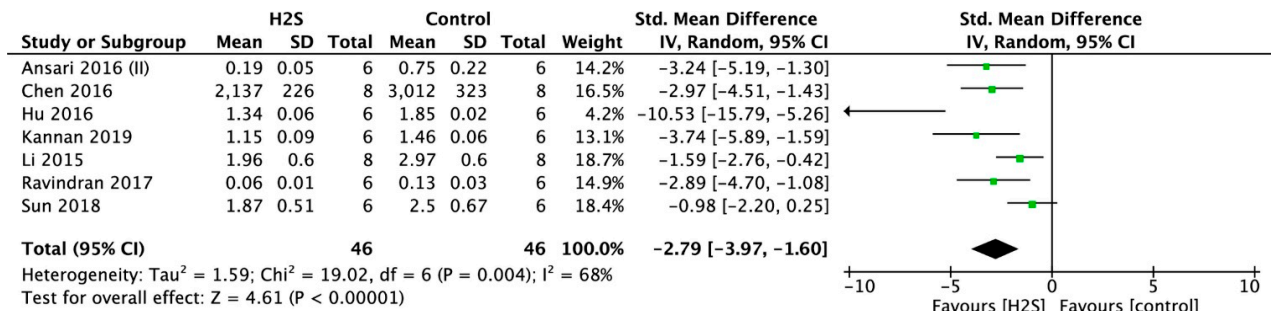 H2S Control Std. Mean Difference Std. Mean Difference
Study or Subgroup Mean SD Total Mean SD Total Weight IV, Random, 95% CI IV, Random, 95% CI
Ansari 2016 (II) 0.19 0.05 6 0.75 0.22 6 14.2% −3.24 [−5.19, −1.30]
Chen 2016 2,137 226 8 3,012 323 8 16.5% −2.97 [−4.51, −1.43]
Hu 2016 1.34 0.06 6 1.85 0.02 6 4.2% −10.53 [−15.79, −5.26]
Kannan 2019 1.15 0.09 6 1.46 0.06 6 13.1% −3.74 [−5.89, −1.59]
Li 2015 1.96 0.6 8 2.97 0.6 8 18.7% −1.59 [−2.76, −0.42]
Ravindran 2017 0.06 0.01 6 0.13 0.03 6 14.9% −2.89 [−4.70, −1.08]
Sun 2018 1.87 0.51 6 2.5 0.67 6 18.4% −0.98 [−2.20, 0.25]
Total (95% CI) 46 46 100.0% −2.79 [−3.97, −1.60]
Heterogeneity: Tau² = 1.59; Chi² = 19.02, df = 6 (P = 0.004); I² = 68%
Test for overall effect: Z = 4.61 (P < 0.00001)
−10 −5 0 5 10
Favours [H2S] Favours [control]